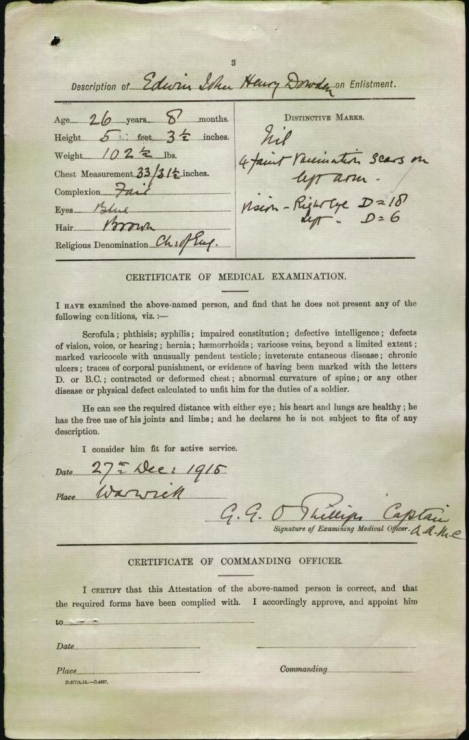 3
Description of Edwin John Henry Dowden on Enlistment.
Age 26 years 8 months.
Height 5 feet 3½ inches.
Weight 102½ lbs.
Chest Measurement 33/31½ inches.
Complexion Fair
Eyes Blue
Hair Brown
Religious Denomination Ch. of Eng.
DISTINCTIVE MARKS.
Nil
4 faint Vaccination Scars on
left arm.
Vision - Right Eye D = 18
Left - D = 6
CERTIFICATE OF MEDICAL EXAMINATION.
I HAVE examined the above-named person, and find that he does not present any of the
following conditions, viz. :—
Scrofula; phthisis; syphilis; impaired constitution; defective intelligence; defects
of vision, voice, or hearing; hernia; hæmorrhoids; varicose veins, beyond a limited extent;
marked varicocele with unusually pendent testicle; inveterate cutaneous disease; chronic
ulcers; traces of corporal punishment, or evidence of having been marked with the letters
D. or B.C.; contracted or deformed chest; abnormal curvature of spine; or any other
disease or physical defect calculated to unfit him for the duties of a soldier.
He can see the required distance with either eye; his heart and lungs are healthy; he
has the free use of his joints and limbs; and he declares he is not subject to fits of any
description.
I consider him fit for active service.
Date 27th Dec: 1915
Place Warwick
G. G. O Phillips Captain
Signature of Examining Medical Officer. A.A.M.C
CERTIFICATE OF COMMANDING OFFICER.
I CERTIFY that this Attestation of the above-named person is correct, and that
the required forms have been complied with. I accordingly approve, and appoint him
to
Date
Place
Commanding